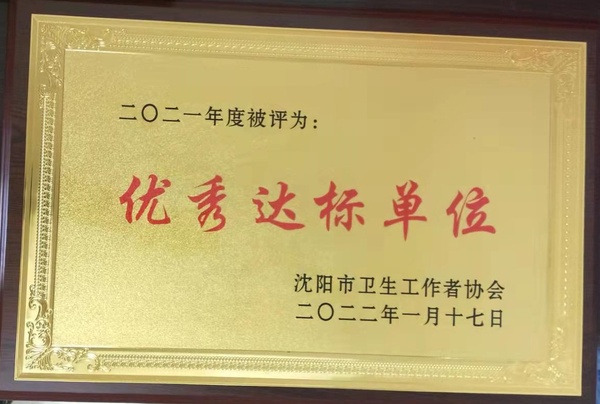 二〇二一年度被评为:
优秀达标单位
沈阳市卫生工作者协会
二〇二二年一月十七日